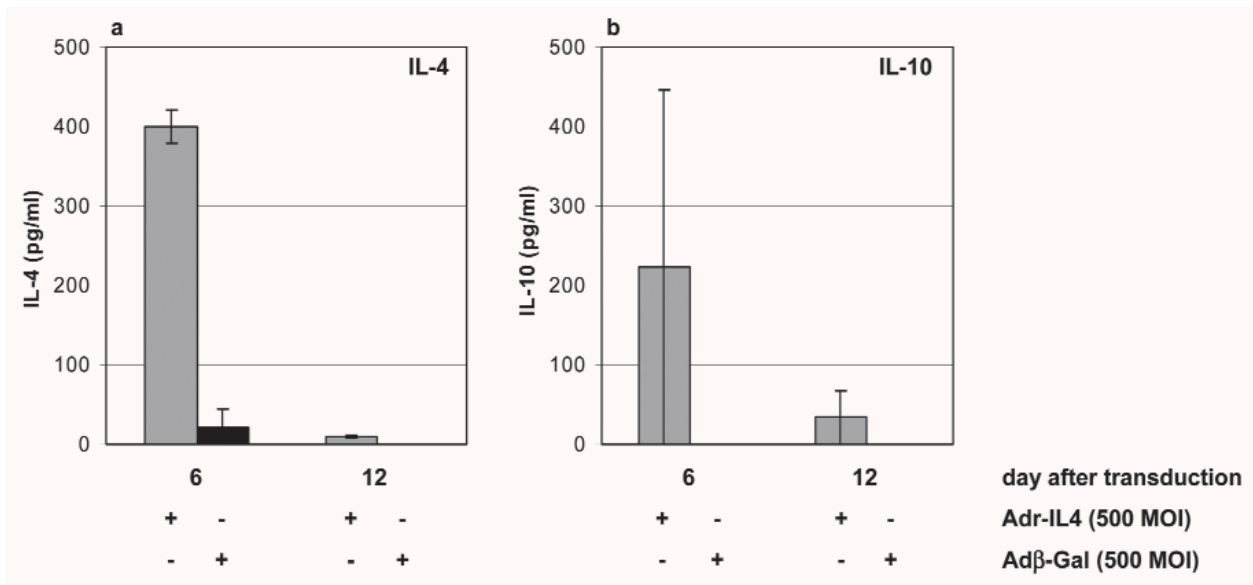 a
500
400
300
200
100
0
IL-4 (pg/ml)
IL-4
b
500
400
300
200
100
0
IL-10 (pg/ml)
IL-10
6 12 6 12 day after transduction
+ - + - + - + - Adr-IL4 (500 MOI)
- + - + - + - + Adβ-Gal (500 MOI)